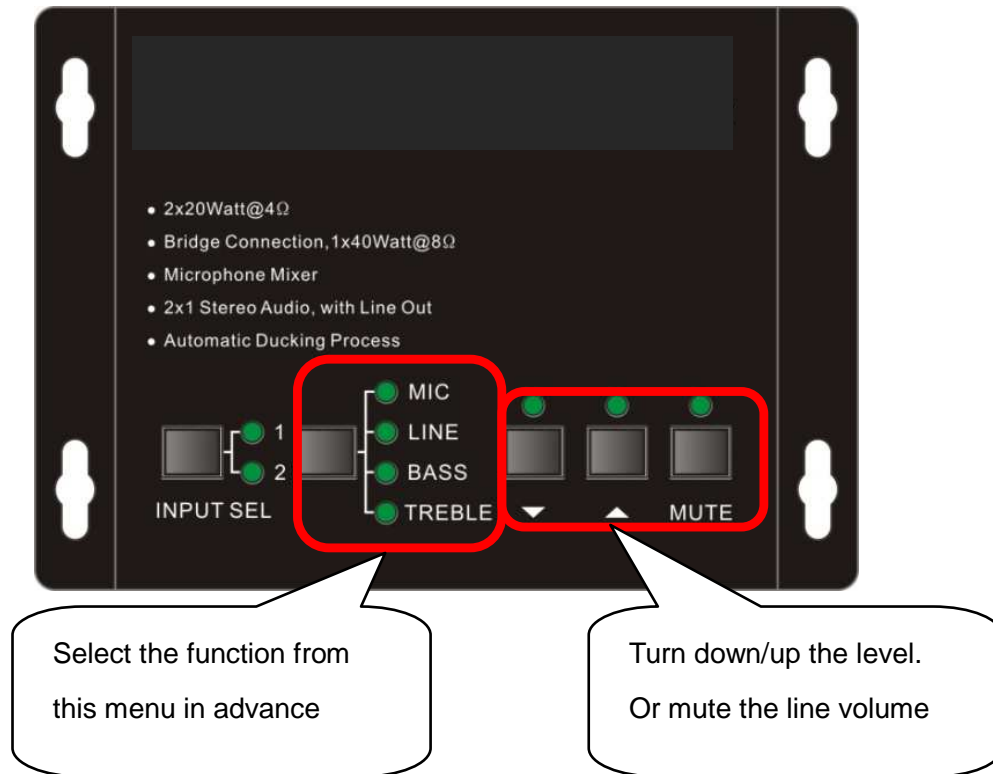 • 2x20Watt@4Ω
• Bridge Connection,1x40Watt@8Ω
• Microphone Mixer
• 2x1 Stereo Audio, with Line Out
• Automatic Ducking Process
MIC
1 LINE
2 BASS
INPUT SEL TREBLE ▼ ▲ MUTE
Select the function from
this menu in advance
Turn down/up the level.
Or mute the line volume